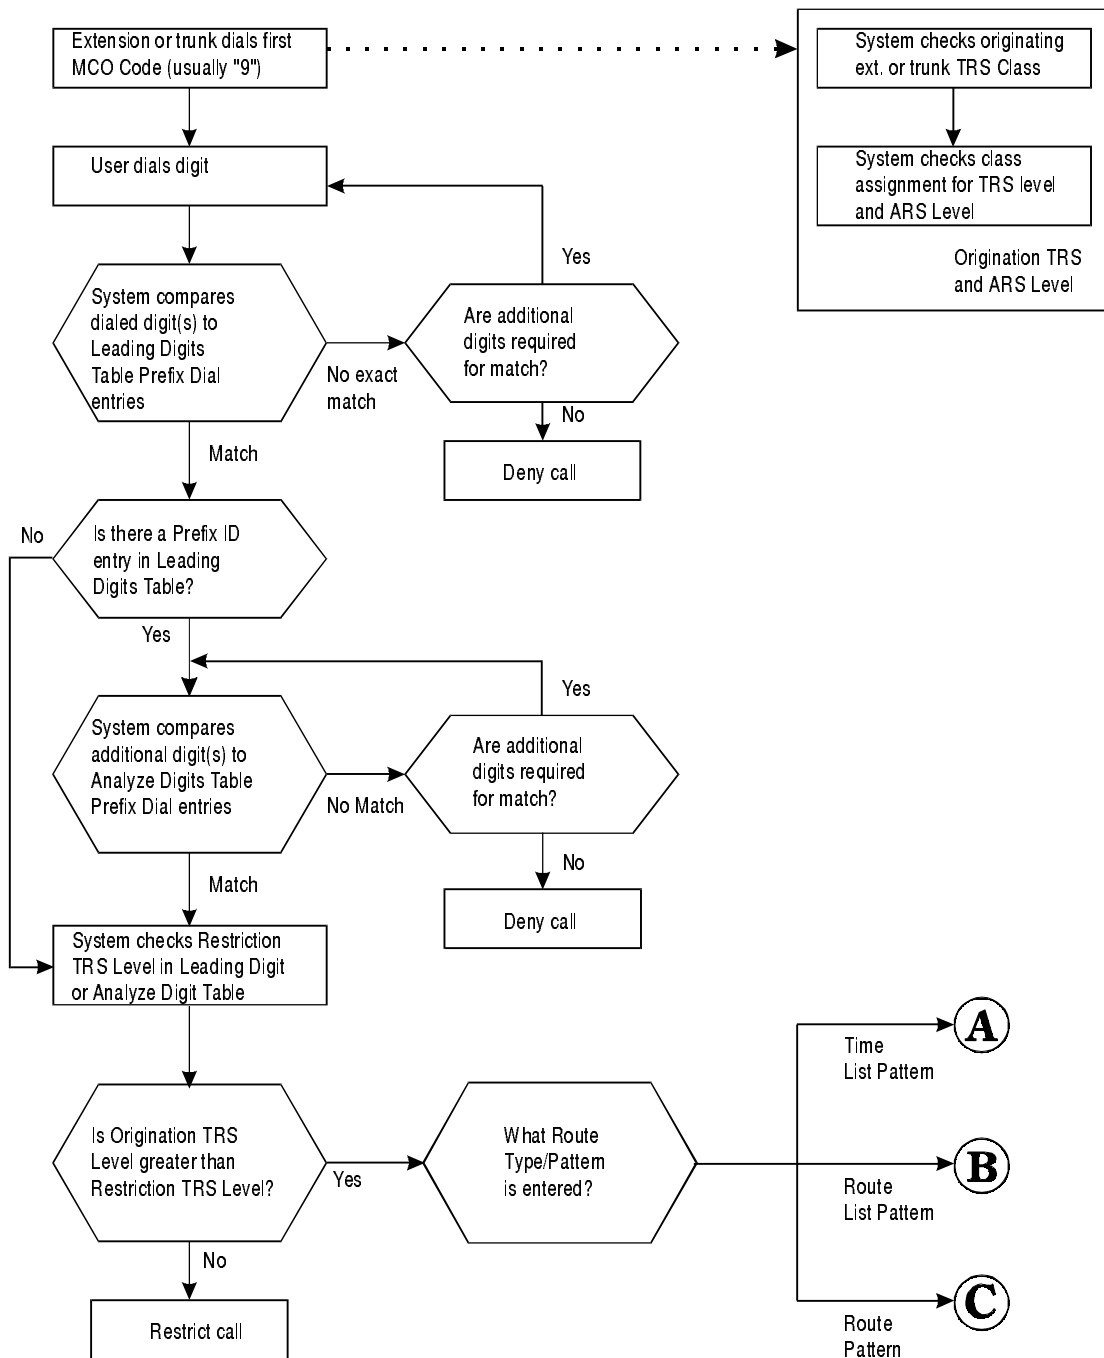 Extension or trunk dials first
MCO Code (usually "9")
System checks originating
ext. or trunk TRS Class
User dials digit
System checks class
assignment for TRS level
and ARS Level
Origination TRS
and ARS Level
Yes
System compares
dialed digit(s) to
Leading Digits
Table Prefix Dial
entries
Are additional
digits required
for match?
No exact
match
No
Match
Deny call
No
Is there a Prefix ID
entry in Leading
Digits Table?
Yes
Yes
System compares
additional digit(s) to
Analyze Digits Table
Prefix Dial entries
Are additional
digits required
for match?
No Match
No
Match
Deny call
System checks Restriction
TRS Level in Leading Digit
or Analyze Digit Table
A
Time
List Pattern
Is Origination TRS
Level greater than
Restriction TRS Level?
Yes
What Route
Type/Pattern
is entered?
B
Route
List Pattern
No
C
Route
Pattern
Restrict call